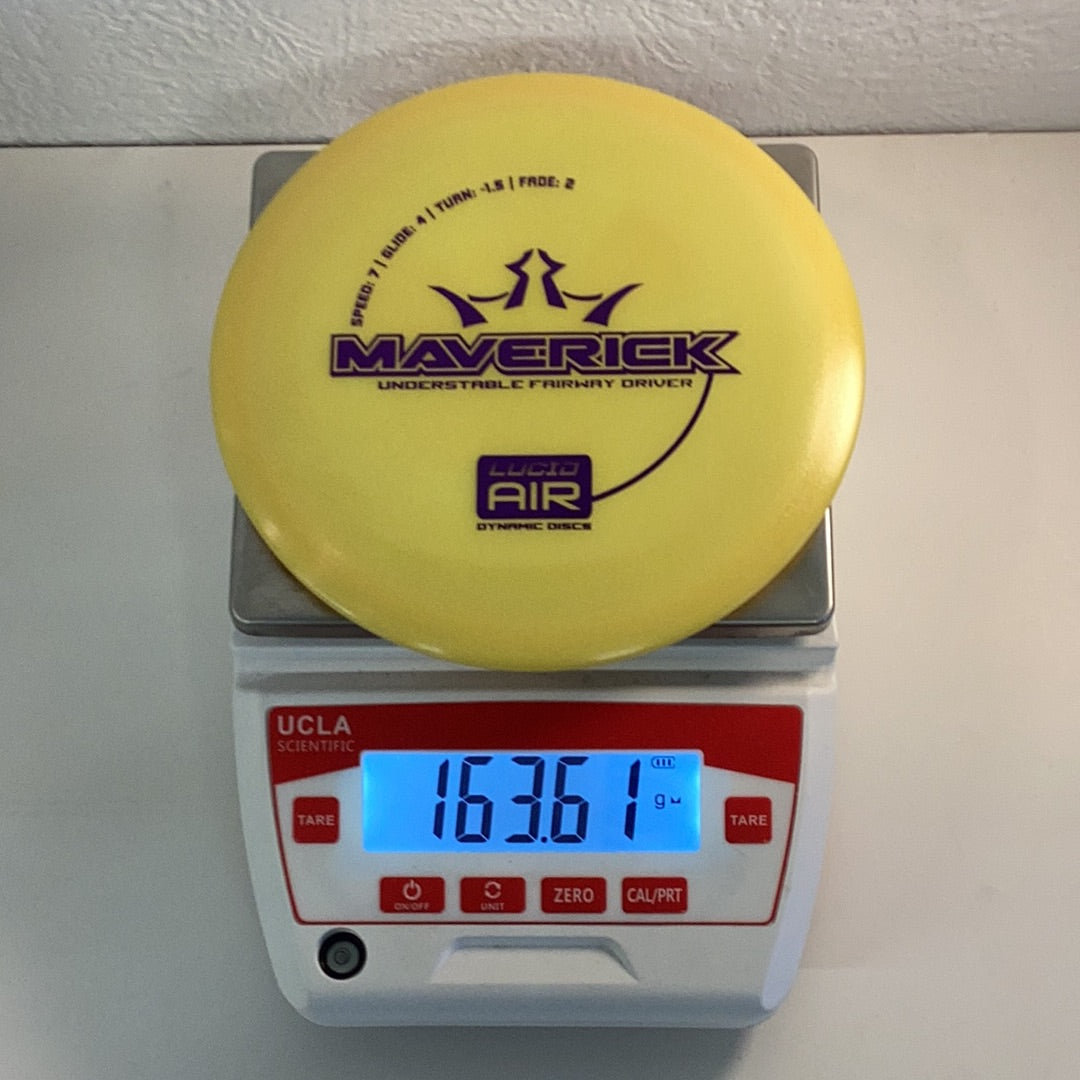 SPEED: 7 | GLIDE: 4 | TURN: -1.5 | FADE: 2
MAVERICK
UNDERSTABLE FAIRWAY DRIVER
LUCID
AIR
DYNAMIC DISCS
UCLA
SCIENTIFIC
163.61 g
TARE
TARE
ON/OFF
UNIT
ZERO
CAL/PRT